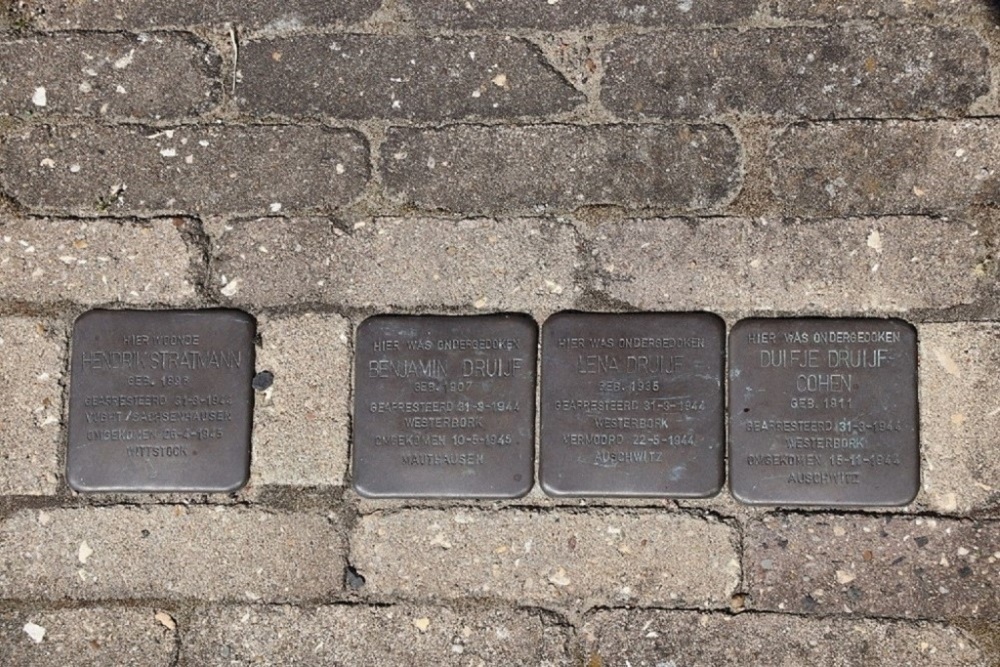 HIER WOONDE
HENDRIK STRATMANN
GEARRESTEERD 31-3-1944
VUGHT/SACHSENHAUSEN
OMGEKOMEN 26-4-1945
WITTSTOCK
HIER WAS ONDERGEDOKEN
BENJAMIN DRUIJF
GEB. 1907
GEARRESTEERD 31-3-1944
WESTERBORK
OMGEKOMEN 10-5-1945
MAUTHAUSEN
HIER WAS ONDERGEDOKEN
LENA DRUIJF
GEB. 1935
GEARRESTEERD 31-3-1944
WESTERBORK
VERMOORD 22-5-1944
AUSCHWITZ
HIER WAS ONDERGEDOKEN
DUIFJE DRUIJF-
COHEN
GEB. 1911
GEARRESTEERD 31-3-1944
WESTERBORK
OMGEKOMEN 15-11-1944
AUSCHWITZ